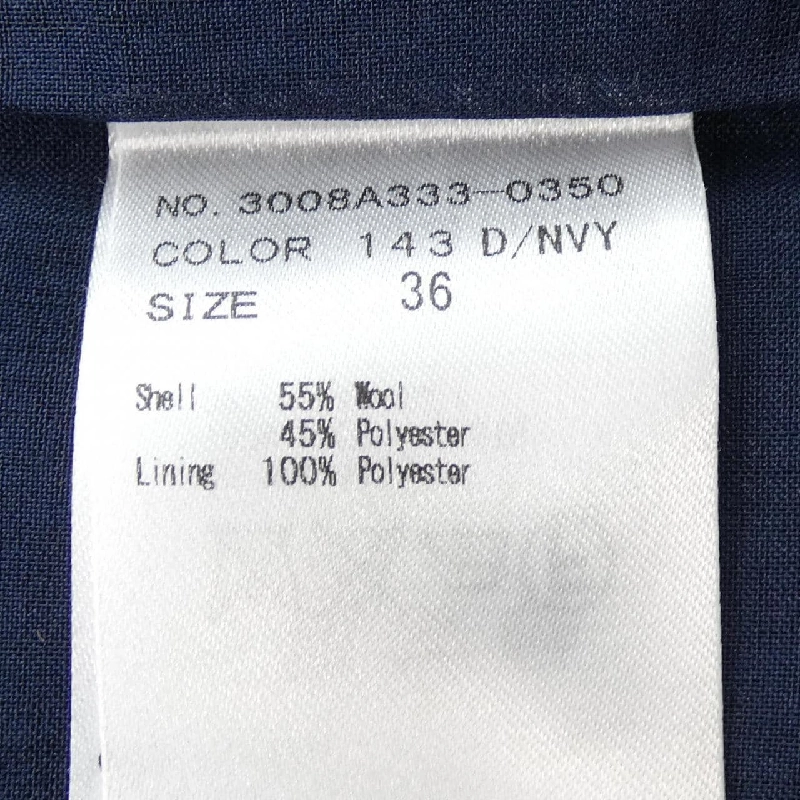 NO. 3008A333-0350
COLOR 143 D/NVY
SIZE 36
Shell 55% Wool
45% Polyester
Lining 100% Polyester